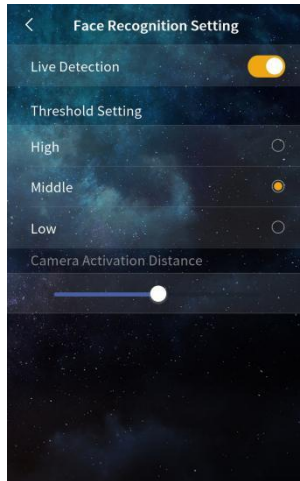 Face Recognition Setting
Live Detection
Threshold Setting
High
Middle
Low
Camera Activation Distance